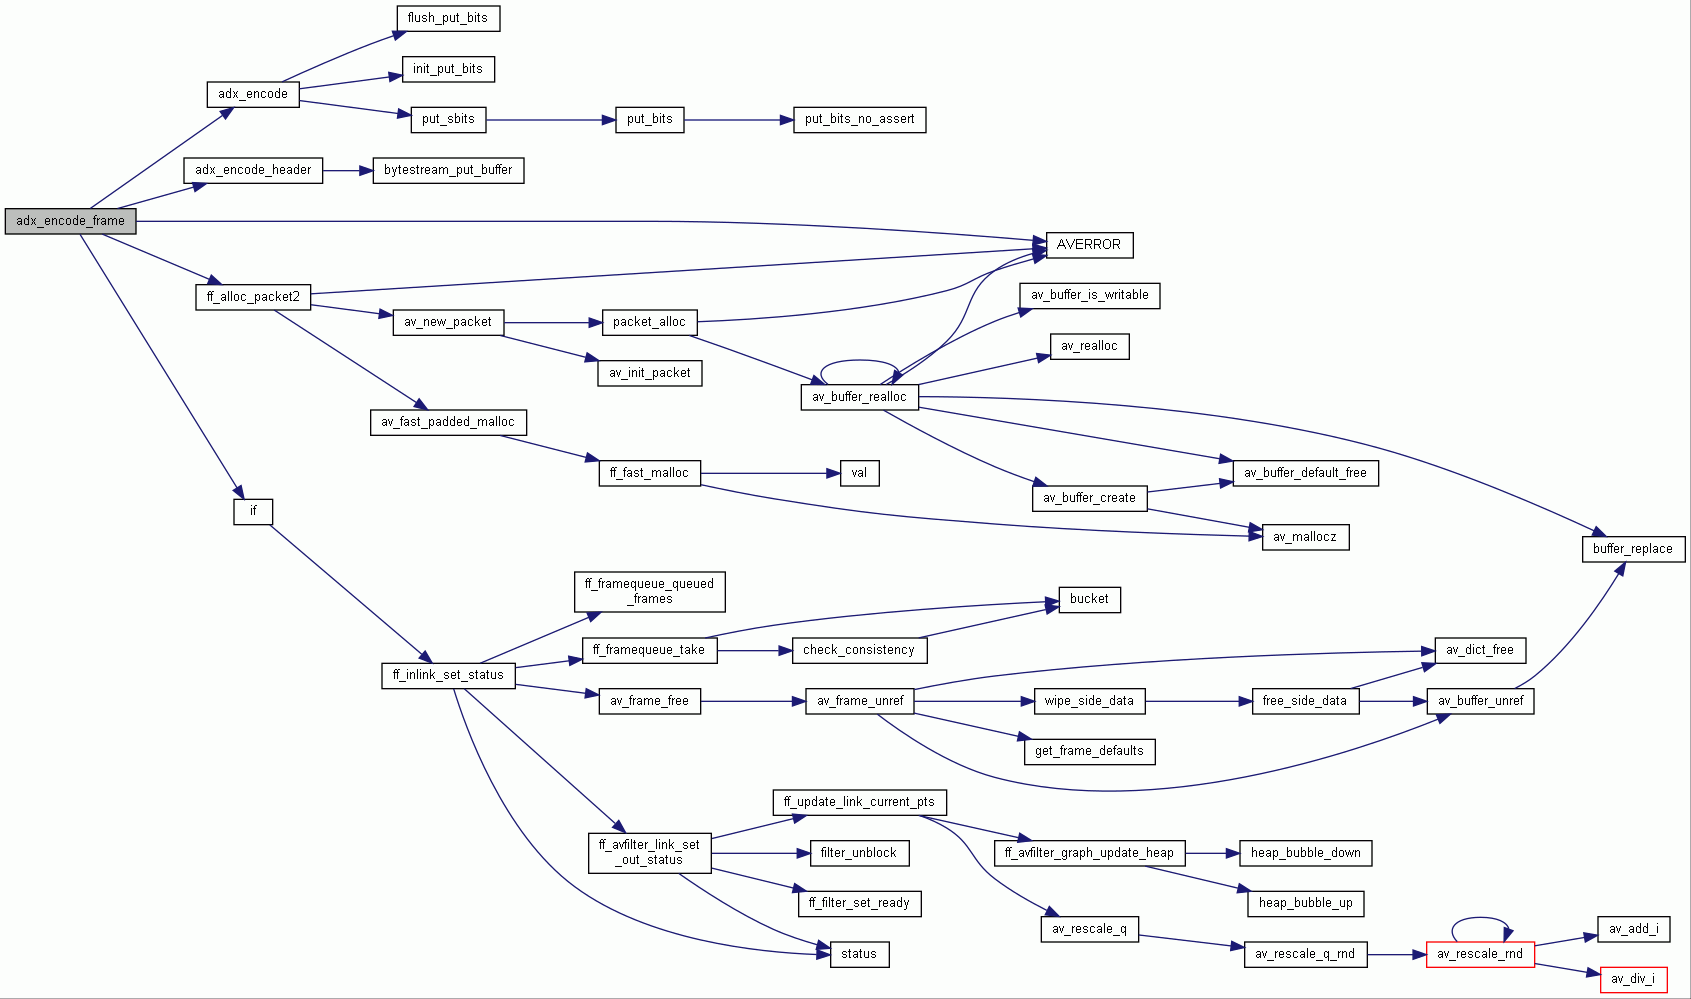 flush_put_bits
init_put_bits
adx_encode
put_sbits
put_bits
put_bits_no_assert
adx_encode_header
bytestream_put_buffer
adx_encode_frame
AVERROR
ff_alloc_packet2
av_buffer_is_writable
av_new_packet
packet_alloc
av_realloc
av_init_packet
av_buffer_realloc
av_fast_padded_malloc
ff_fast_malloc
val
av_buffer_default_free
av_buffer_create
if
av_mallocz
buffer_replace
ff_framequeue_queued
_frames
bucket
ff_framequeue_take
check_consistency
av_dict_free
ff_inlink_set_status
av_frame_free
av_frame_unref
wipe_side_data
free_side_data
av_buffer_unref
get_frame_defaults
ff_update_link_current_pts
ff_avfilter_link_set
_out_status
filter_unblock
ff_avfilter_graph_update_heap
heap_bubble_down
ff_filter_set_ready
heap_bubble_up
av_rescale_q
av_add_i
status
av_rescale_q_rnd
av_rescale_rnd
av_div_i